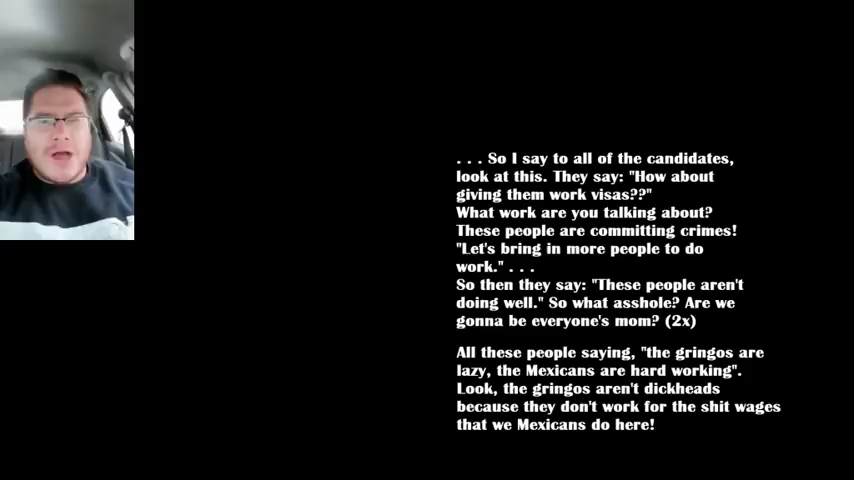 . . . So I say to all of the candidates,
look at this. They say: "How about
giving them work visas??"
What work are you talking about?
These people are committing crimes!
"Let's bring in more people to do
work." . . .
So then they say: "These people aren't
doing well." So what asshole? Are we
gonna be everyone's mom? (2x)
All these people saying, "the gringos are
lazy, the Mexicans are hard working".
Look, the gringos aren't dickheads
because they don't work for the shit wages
that we Mexicans do here!